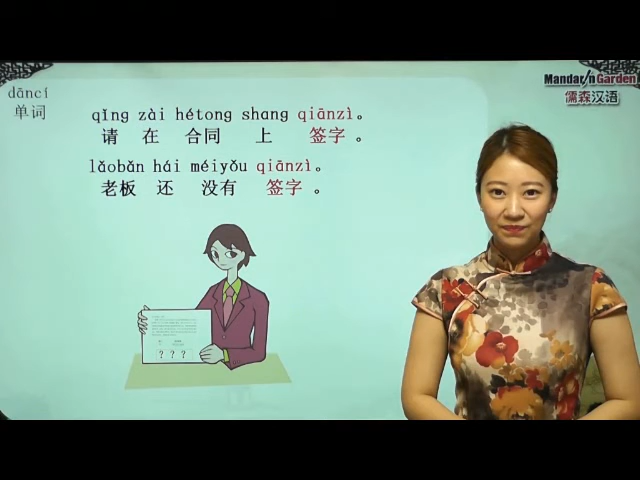 dāncí
单词
Mandarin Garden
儒森汉语
qǐng zài hétong shang qiānzì。
请 在 合同 上 签字。
lǎobǎn hái méiyǒu qiānzì。
老板 还 没有 签字。
? ? ?